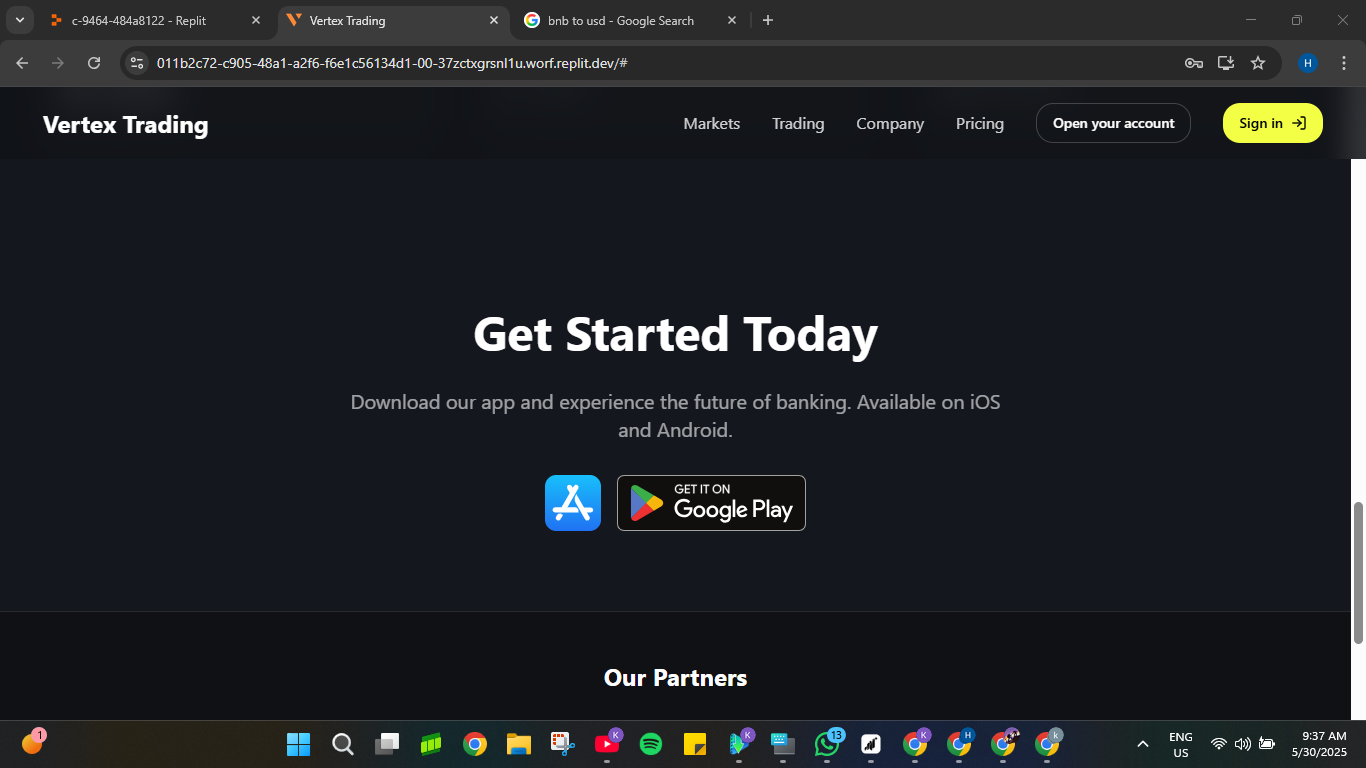 c-9464-484a8122 - Replit
Vertex Trading
bnb to usd - Google Search
011b2c72-c905-48a1-a2f6-f6e1c56134d1-00-37zctxgrsnl1u.worf.replit.dev/#
H
Vertex Trading
Markets
Trading
Company
Pricing
Open your account
Sign in
Get Started Today
Download our app and experience the future of banking. Available on iOS
and Android.
GET IT ON
Google Play
Our Partners
1
K
K
K
13
K
H
k
ENG
US
9:37 AM
5/30/2025